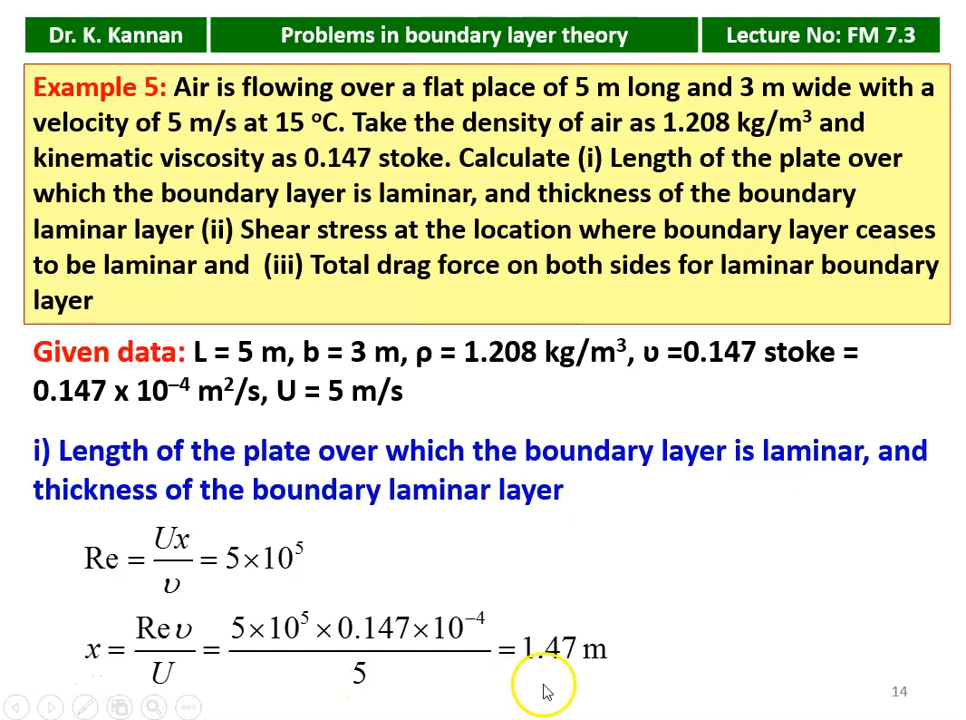 Dr. K. Kannan
Problems in boundary layer theory
Lecture No: FM 7.3
Example 5: Air is flowing over a flat place of 5 m long and 3 m wide with a
velocity of 5 m/s at 15 °C. Take the density of air as 1.208 kg/m³ and
kinematic viscosity as 0.147 stoke. Calculate (i) Length of the plate over
which the boundary layer is laminar, and thickness of the boundary
laminar layer (ii) Shear stress at the location where boundary layer ceases
to be laminar and (iii) Total drag force on both sides for laminar boundary
layer
Given data: L = 5 m, b = 3 m, ρ = 1.208 kg/m³, υ =0.147 stoke =
0.147 x 10⁻⁴ m²/s, U = 5 m/s
i) Length of the plate over which the boundary layer is laminar, and
thickness of the boundary laminar layer
Re = Ux/υ = 5×10⁵
x = Re υ/U = 5×10⁵×0.147×10⁻⁴/5 = 1.47 m
14